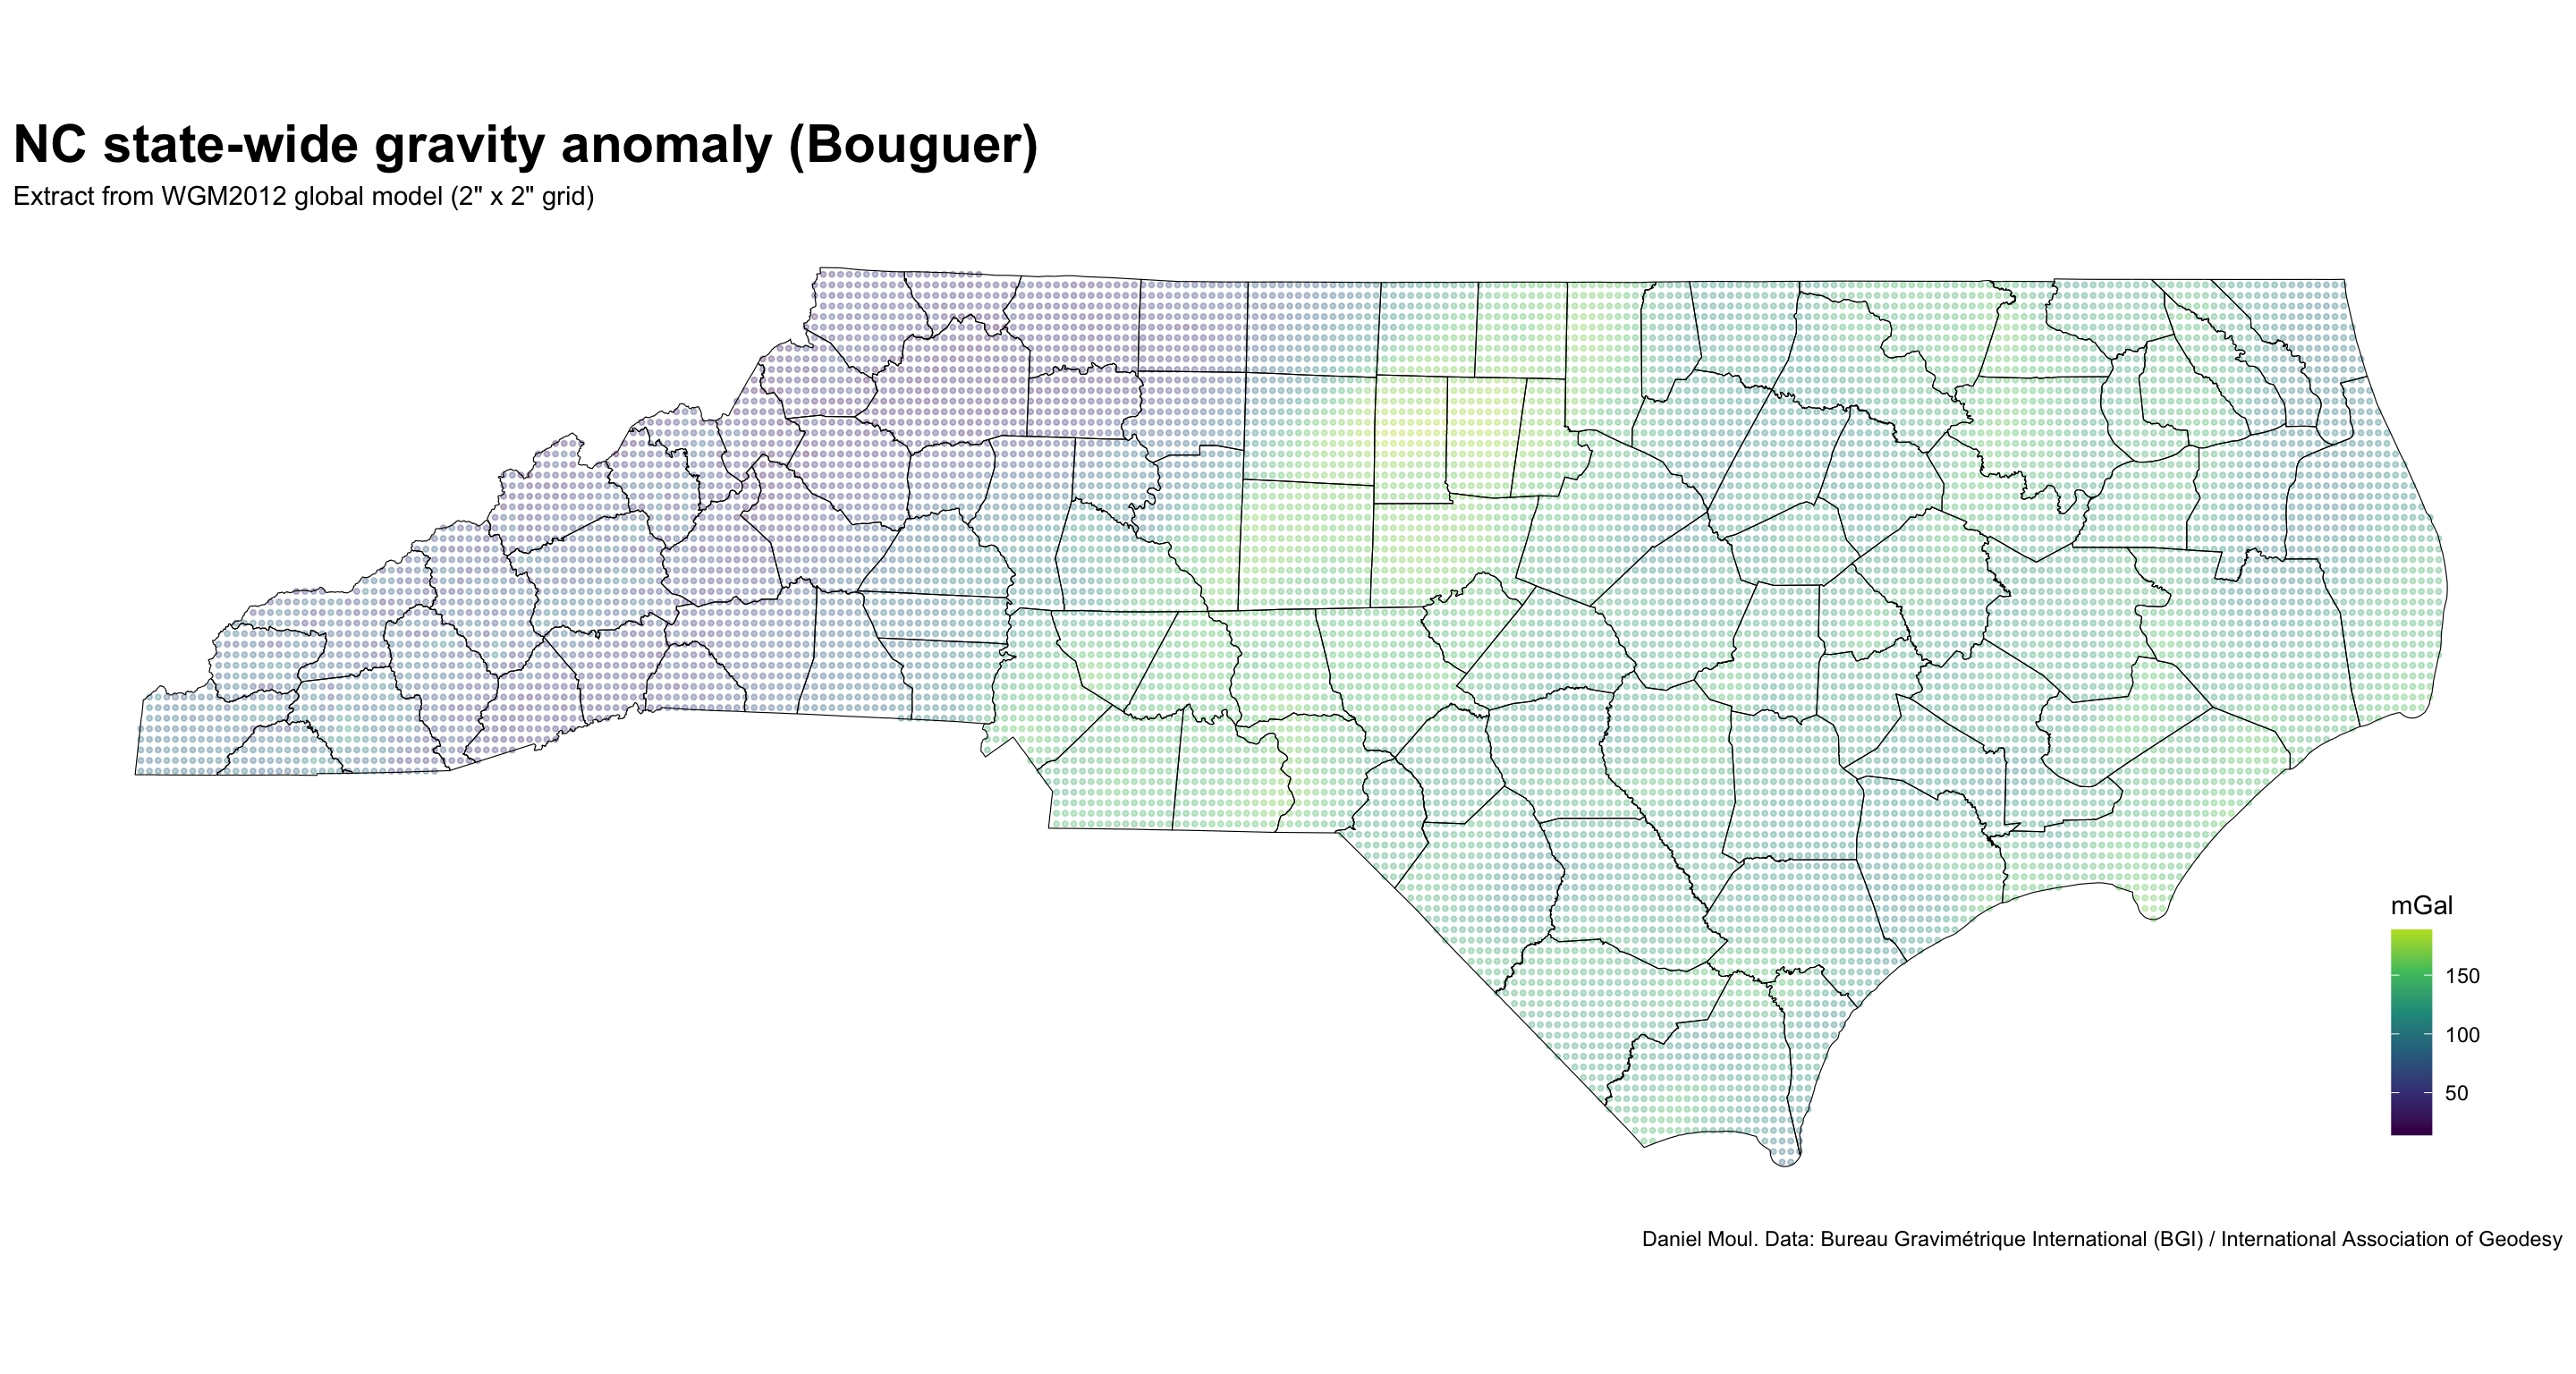 NC state-wide gravity anomaly (Bouguer)
Extract from WGM2012 global model (2" x 2" grid)
mGal
150
100
50
Daniel Moul. Data: Bureau Gravimétrique International (BGI) / International Association of Geodesy